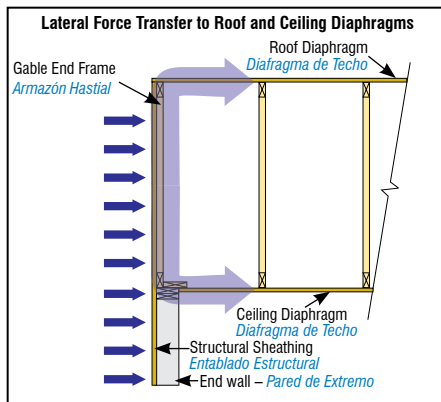 Lateral Force Transfer to Roof and Ceiling Diaphragms
Roof Diaphragm
Diafragma de Techo
Gable End Frame
Armazón Hastial
Ceiling Diaphragm
Diafragma de Techo
Structural Sheathing
Entablado Estructural
End wall – Pared de Extremo